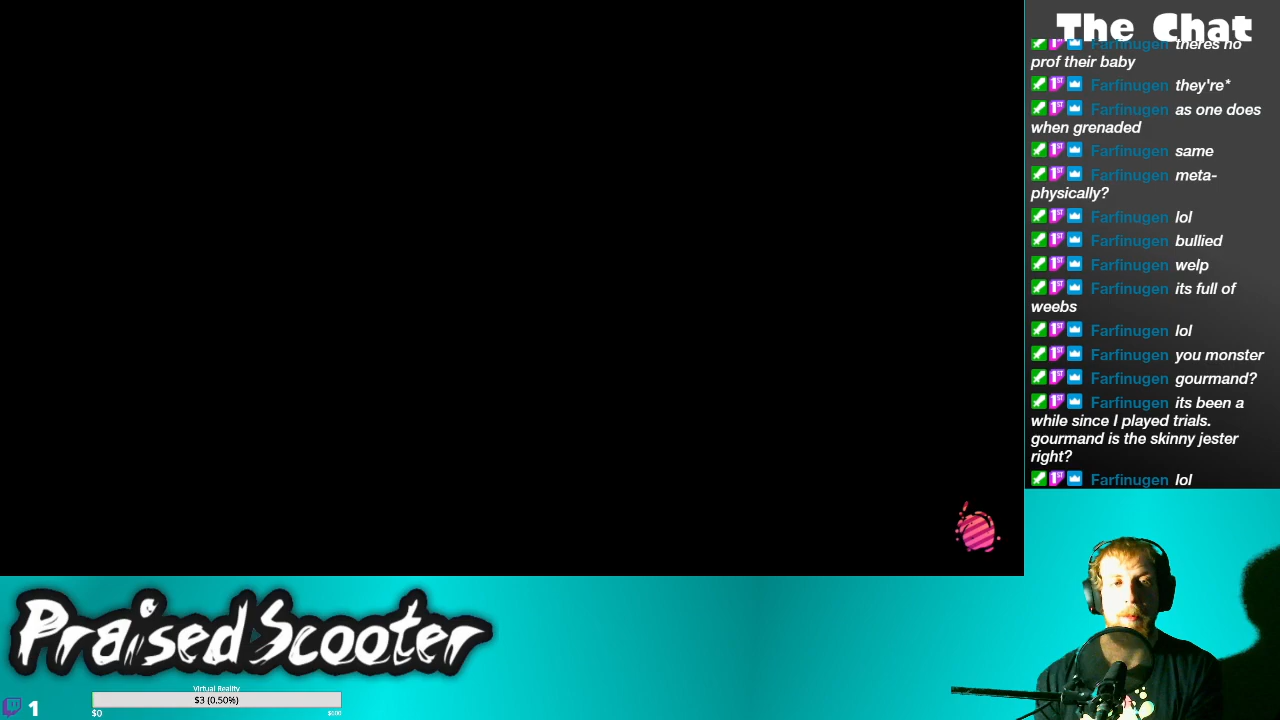 The Chat
Farfinugen theres no
prof their baby
Farfinugen they're*
Farfinugen as one does
when grenaded
Farfinugen same
Farfinugen meta-
physically?
Farfinugen lol
Farfinugen bullied
Farfinugen welp
Farfinugen its full of
weebs
Farfinugen lol
Farfinugen you monster
Farfinugen gourmand?
Farfinugen its been a
while since I played trials.
gourmand is the skinny jester
right?
Farfinugen lol
PraisedScooter
Virtual Reality
$3 (0.50%)
1
$0